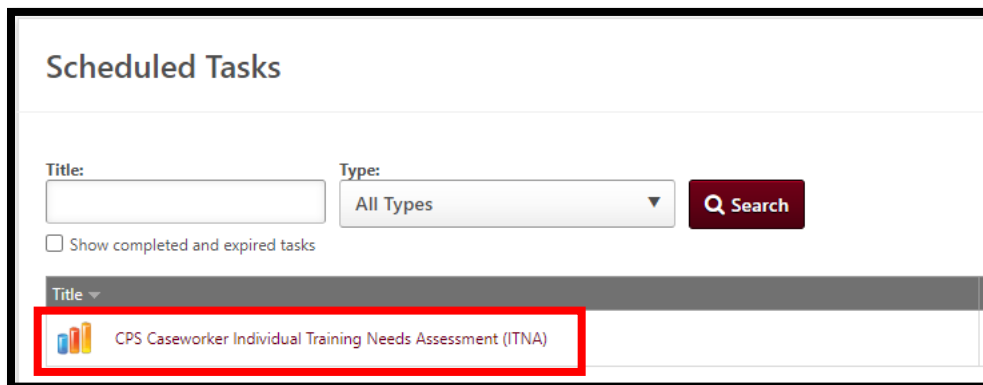 Scheduled Tasks
Title:
Type:
All Types
Search
Show completed and expired tasks
Title
CPS Caseworker Individual Training Needs Assessment (ITNA)